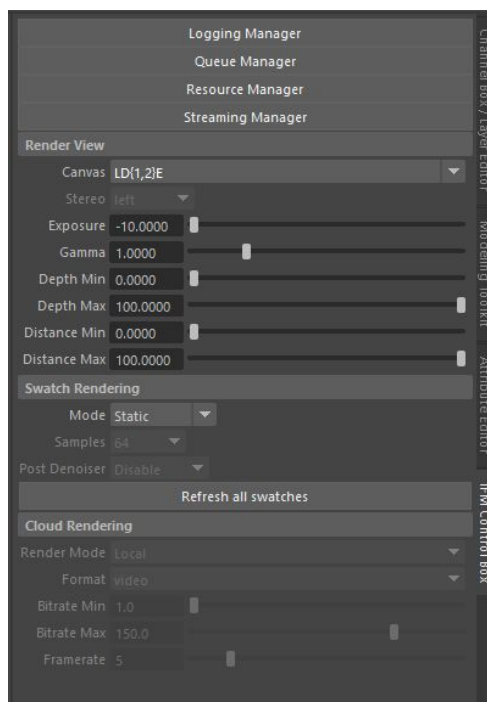 Logging Manager
Queue Manager
Resource Manager
Streaming Manager
Render View
Canvas LD{1,2}E
Stereo left
Exposure -10.0000
Gamma 1.0000
Depth Min 0.0000
Depth Max 100.0000
Distance Min 0.0000
Distance Max 100.0000
Swatch Rendering
Mode Static
Samples 64
Post Denoiser Disable
Refresh all swatches
Cloud Rendering
Render Mode Local
Format video
Bitrate Min 1.0
Bitrate Max 150.0
Framerate 5
Channel Box / Layer Editor
Modeling Toolkit
Attribute Editor
IFM Control Box